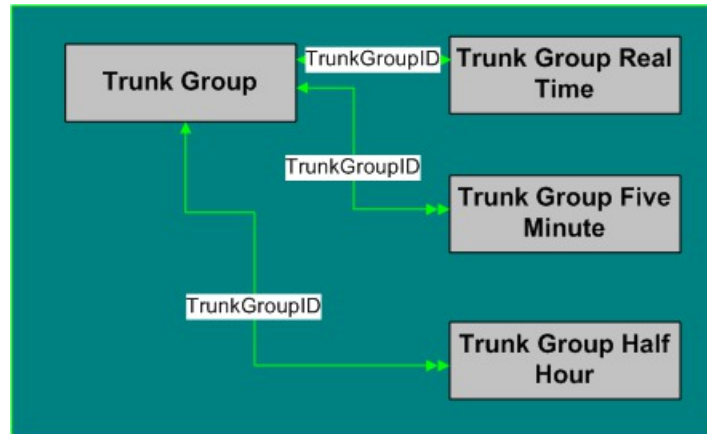 Trunk Group
TrunkGroupID
Trunk Group Real
Time
TrunkGroupID
Trunk Group Five
Minute
TrunkGroupID
Trunk Group Half
Hour